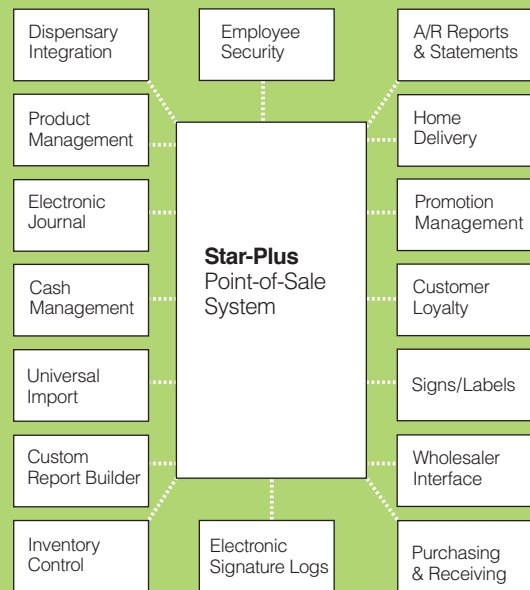 Dispensary
Integration
Employee
Security
A/R Reports
& Statements
Product
Management
Home
Delivery
Electronic
Journal
Promotion
Management
Star-Plus
Point-of-Sale
System
Cash
Management
Customer
Loyalty
Universal
Import
Signs/Labels
Custom
Report Builder
Wholesaler
Interface
Inventory
Control
Electronic
Signature Logs
Purchasing
& Receiving